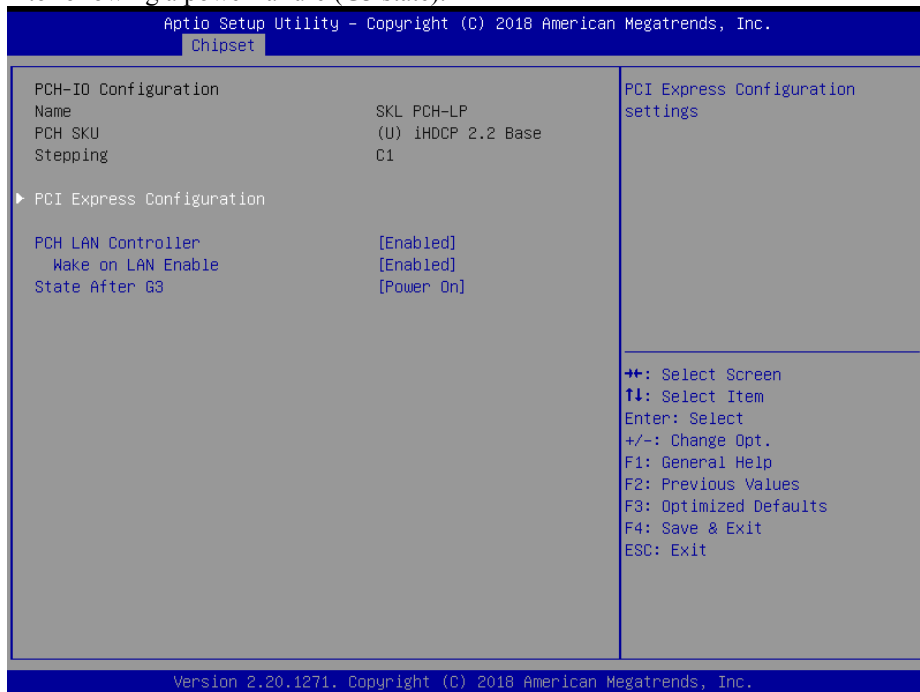 Aptio Setup Utility – Copyright (C) 2018 American Megatrends, Inc.
Chipset
PCH-IO Configuration
Name SKL PCH-LP
PCH SKU (U) iHDCP 2.2 Base
Stepping C1
PCI Express Configuration
PCH LAN Controller [Enabled]
Wake on LAN Enable [Enabled]
State After G3 [Power On]
PCI Express Configuration
settings
→←: Select Screen
↑↓: Select Item
Enter: Select
+/-: Change Opt.
F1: General Help
F2: Previous Values
F3: Optimized Defaults
F4: Save & Exit
ESC: Exit
Version 2.20.1271. Copyright (C) 2018 American Megatrends, Inc.